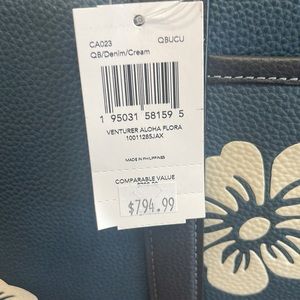 CA023 QBUCU
QB/Denim/Cream
1 95031 58159 5
VENTURER ALOHA FLORA
10011285JAX
MADE IN PHILIPPINES
COMPARABLE VALUE
$794.99